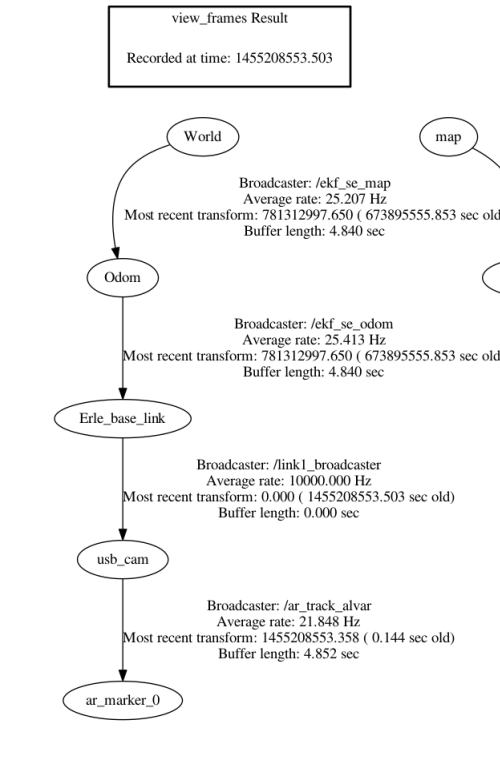 view_frames Result
Recorded at time: 1455208553.503
World
map
Broadcaster: /ekf_se_map
Average rate: 25.207 Hz
Most recent transform: 781312997.650 ( 673895555.853 sec old
Buffer length: 4.840 sec
Odom
Broadcaster: /ekf_se_odom
Average rate: 25.413 Hz
Most recent transform: 781312997.650 ( 673895555.853 sec old
Buffer length: 4.840 sec
Erle_base_link
Broadcaster: /link1_broadcaster
Average rate: 10000.000 Hz
Most recent transform: 0.000 ( 1455208553.503 sec old)
Buffer length: 0.000 sec
usb_cam
Broadcaster: /ar_track_alvar
Average rate: 21.848 Hz
Most recent transform: 1455208553.358 ( 0.144 sec old)
Buffer length: 4.852 sec
ar_marker_0